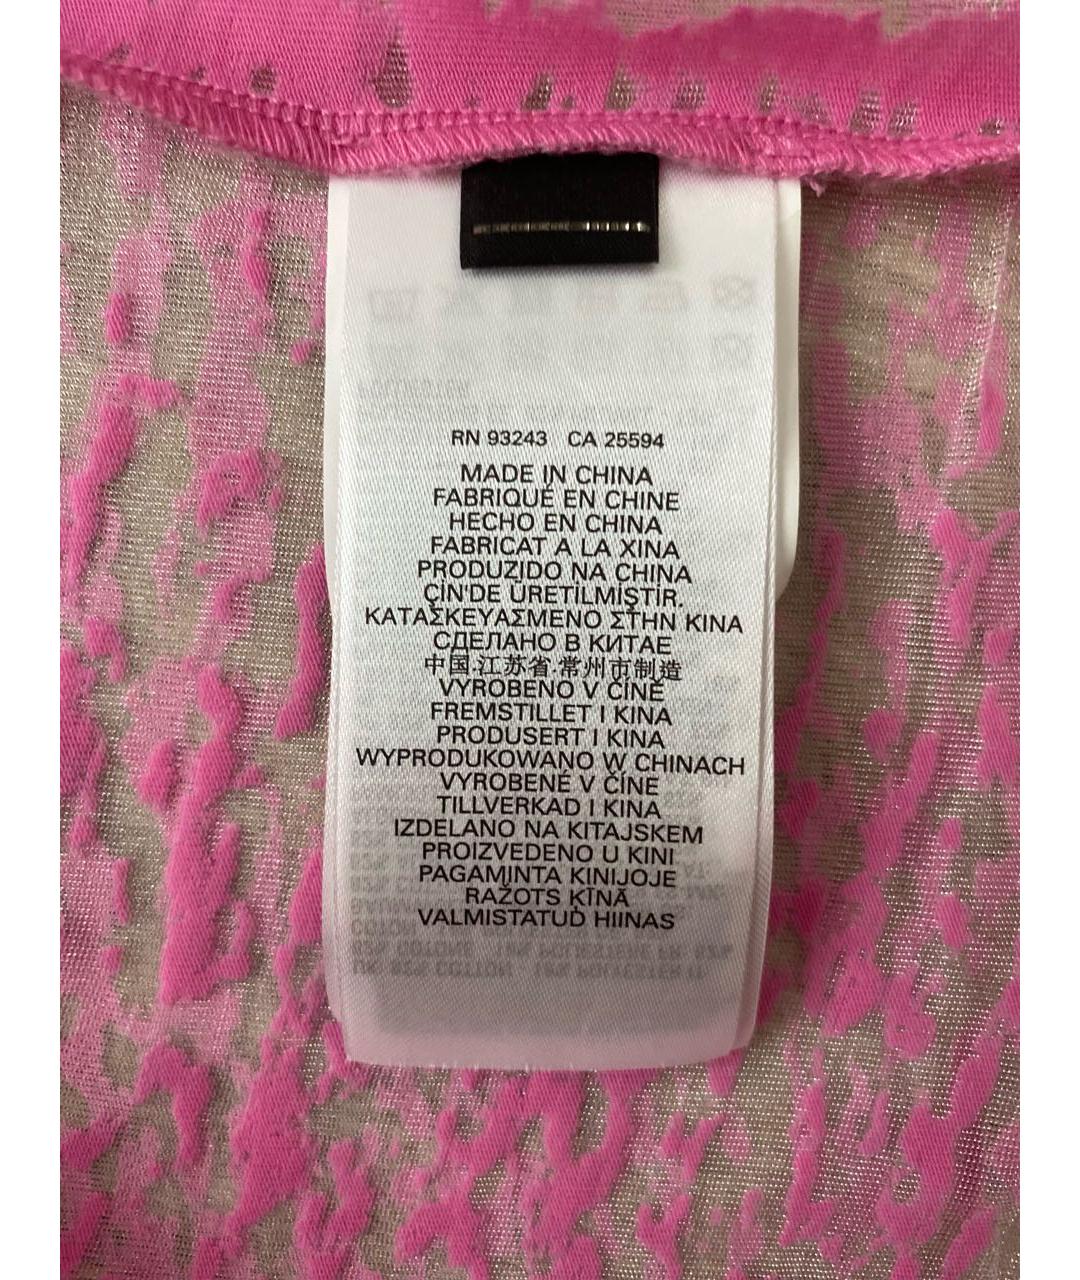 RN 93243 CA 25594
MADE IN CHINA
FABRIQUÉ EN CHINE
HECHO EN CHINA
FABRICAT A LA XINA
PRODUZIDO NA CHINA
ÇİN'DE ÜRETİLMİŞTİR.
ΚΑΤΑΣΚΕΥΑΣΜΕΝΟ ΣΤΗΝ ΚΙΝΑ
СДЕЛАНО В КИТАЕ
中国.江苏省.常州市制造
VYROBENO V ČÍNĚ
FREMSTILLET I KINA
PRODUSERT I KINA
WYPRODUKOWANO W CHINACH
VYROBENÉ V ČÍNE
TILLVERKAD I KINA
IZDELANO NA KITAJSKEM
PROIZVEDENO U KINI
PAGAMINTA KINIJOJE
RAŽOTS ĶĪNĀ
VALMISTATUD HIINAS